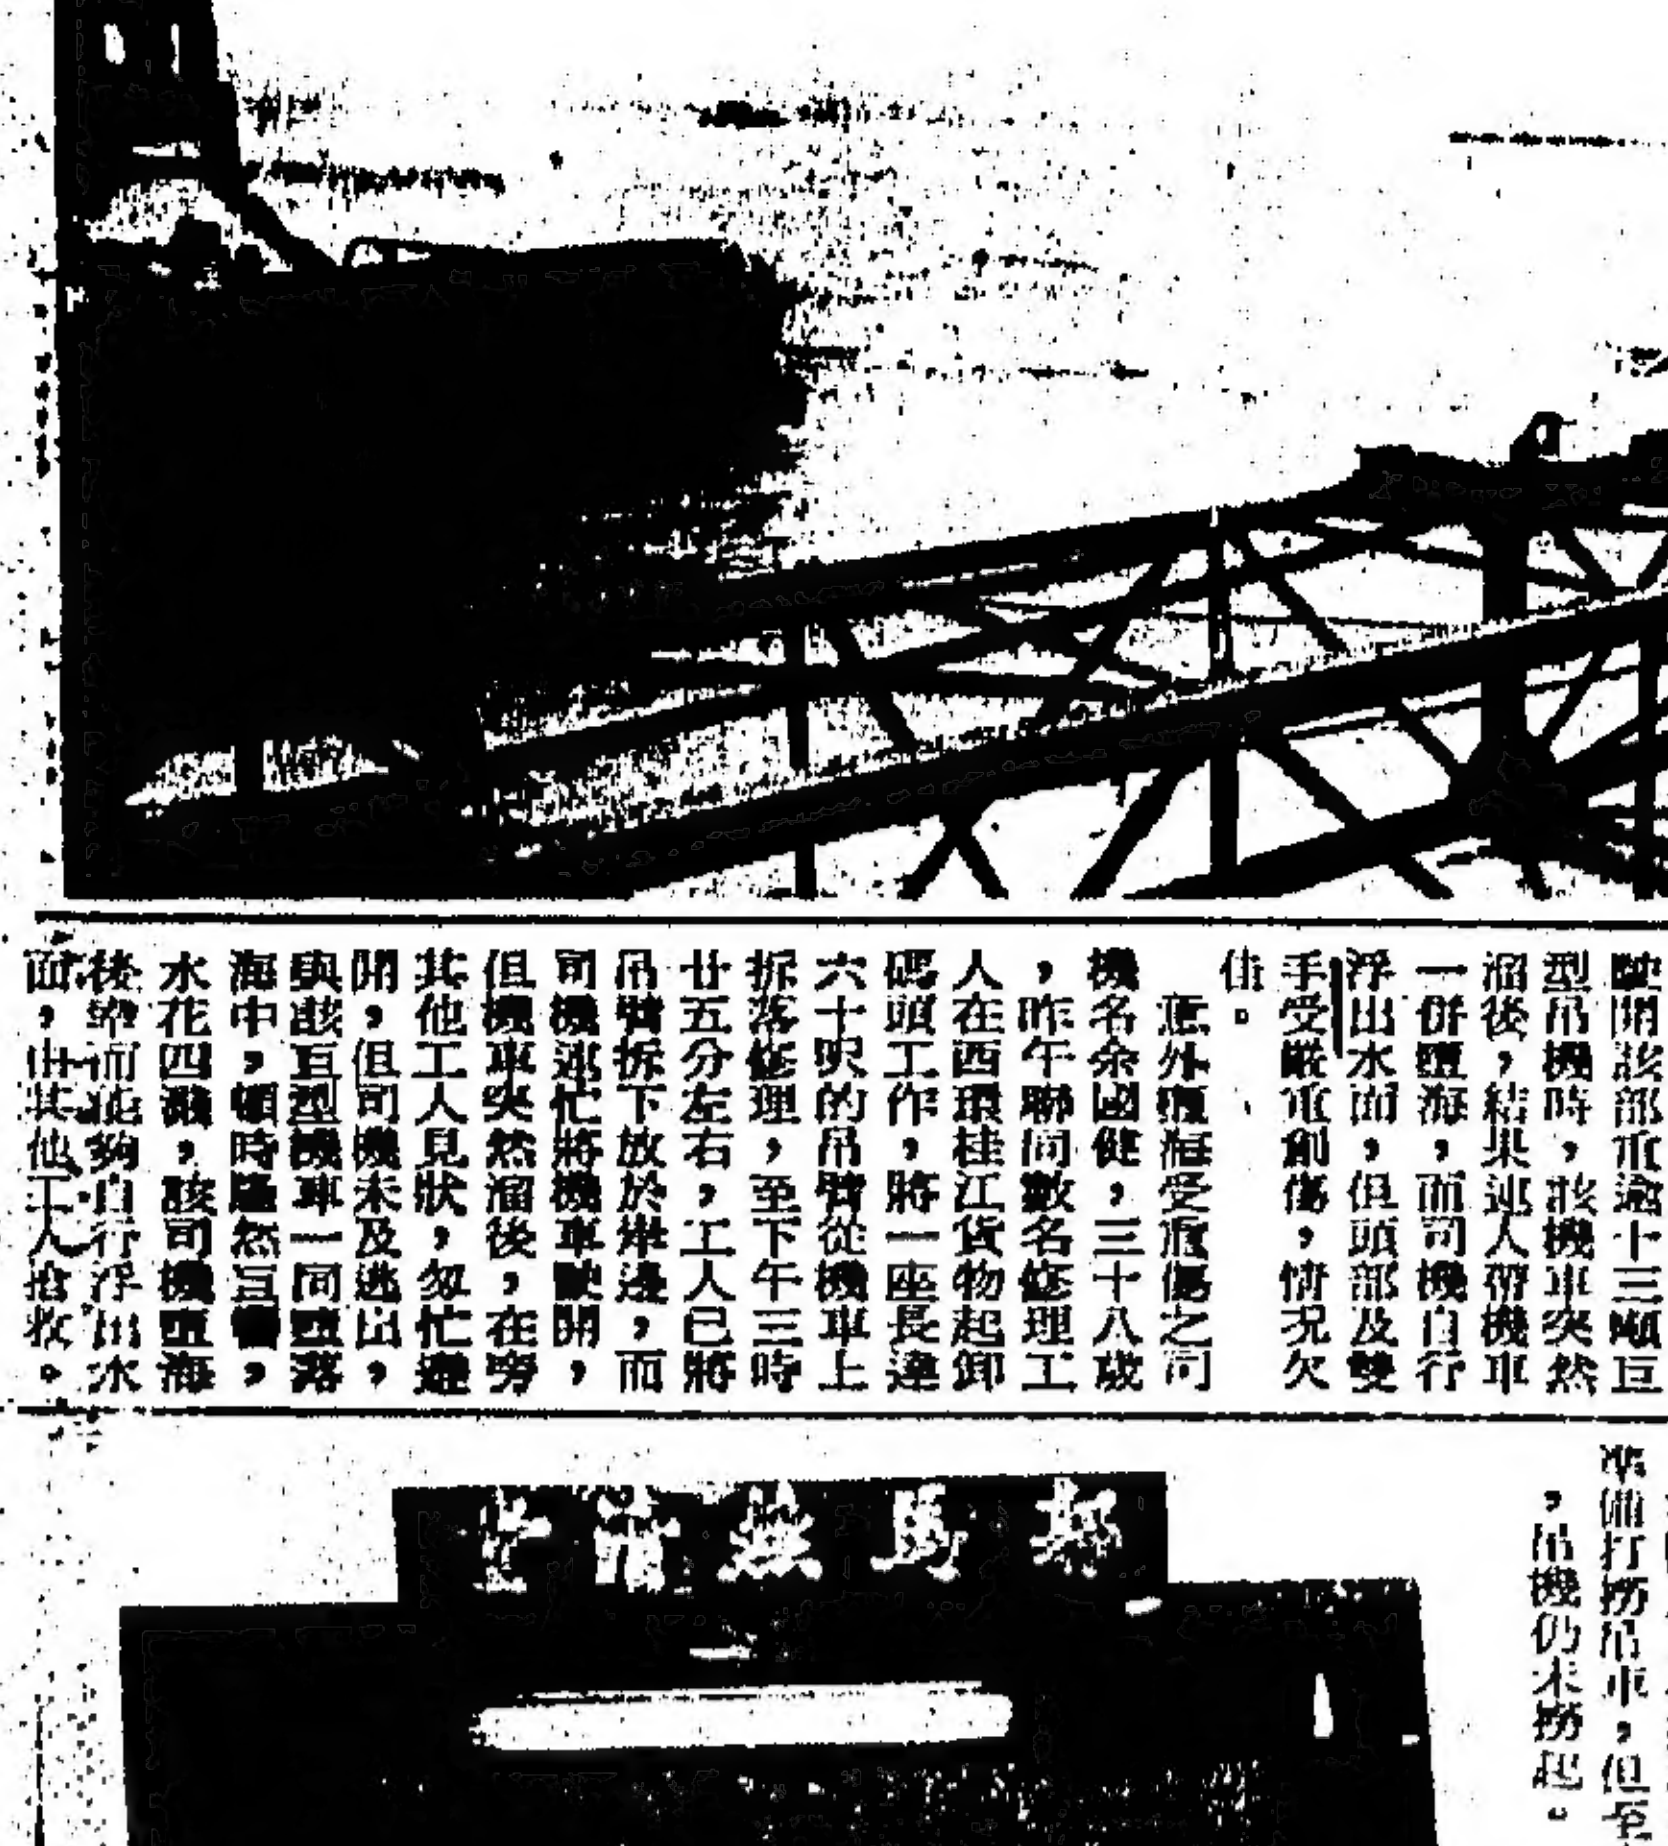 駛開該部重逾十三噸巨
型吊機時，該機車突然
溜後，結果連人帶機車
一併墮海，而司機自行
浮出水面，但頭部及雙
手受嚴重創傷，情況欠
佳。
意外墮海受重傷之司
機名余國健，三十八歲
，昨午聯同數名修理工
人在西環桂江貨物起卸
碼頭工作，將一座長達
六十呎的吊臂從機車上
拆落修理，至下午三時
廿五分左右，工人已將
吊臂拆下放於岸邊，而
司機連忙將機車駛開，
但機車突然溜後，在旁
其他工人見狀，匆忙避
開，但司機未及逃出，
與該巨型機車一同墮落
海中，頓時隆然巨響，
水花四濺，該司機墮海
後幸而能夠自行浮出水
面，由其他工人搶救。
準備打撈吊車，但至
，吊機仍未撈起。